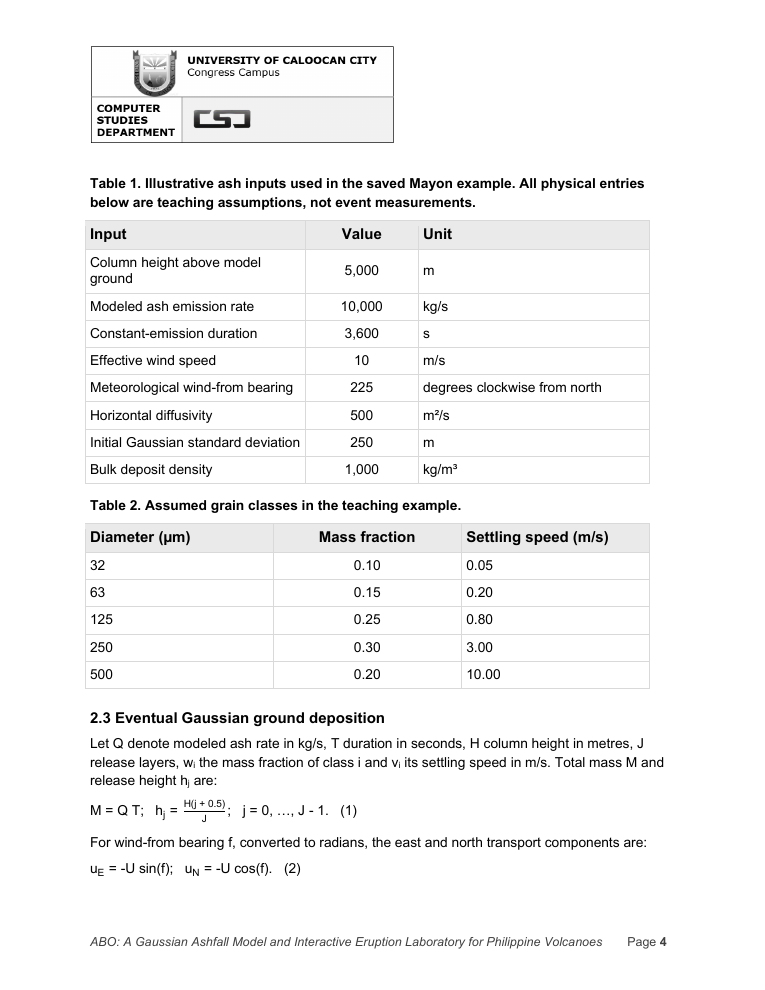 UNIVERSITY OF CALOOCAN CITY
Congress Campus
COMPUTER
STUDIES
DEPARTMENT
CSD
Table 1. Illustrative ash inputs used in the saved Mayon example. All physical entries
below are teaching assumptions, not event measurements.
Input Value Unit
Column height above model
ground 5,000 m
Modeled ash emission rate 10,000 kg/s
Constant-emission duration 3,600 s
Effective wind speed 10 m/s
Meteorological wind-from bearing 225 degrees clockwise from north
Horizontal diffusivity 500 m²/s
Initial Gaussian standard deviation 250 m
Bulk deposit density 1,000 kg/m³
Table 2. Assumed grain classes in the teaching example.
Diameter (µm) Mass fraction Settling speed (m/s)
32 0.10 0.05
63 0.15 0.20
125 0.25 0.80
250 0.30 3.00
500 0.20 10.00
2.3 Eventual Gaussian ground deposition
Let Q denote modeled ash rate in kg/s, T duration in seconds, H column height in metres, J
release layers, wᵢ the mass fraction of class i and vᵢ its settling speed in m/s. Total mass M and
release height hⱼ are:
M = Q T; hⱼ = H(j + 0.5)/J; j = 0, …, J - 1. (1)
For wind-from bearing f, converted to radians, the east and north transport components are:
u_E = -U sin(f); u_N = -U cos(f). (2)
ABO: A Gaussian Ashfall Model and Interactive Eruption Laboratory for Philippine Volcanoes Page 4